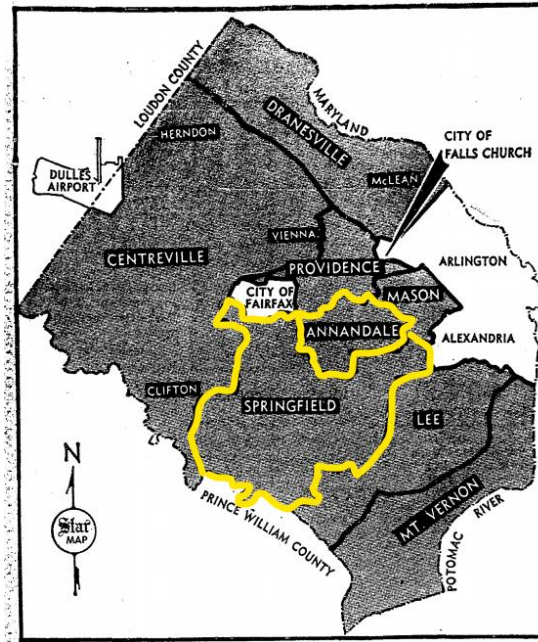 LOUDON COUNTY
MARYLAND
HERNDON
DRANESVILLE
CITY OF
FALLS CHURCH
DULLES
AIRPORT
McLEAN
VIENNA
CENTREVILLE
PROVIDENCE
ARLINGTON
CITY OF
FAIRFAX
MASON
ANNANDALE
ALEXANDRIA
CLIFTON
SPRINGFIELD
LEE
N
Star
MAP
PRINCE WILLIAM COUNTY
MT. VERNON
POTOMAC
RIVER